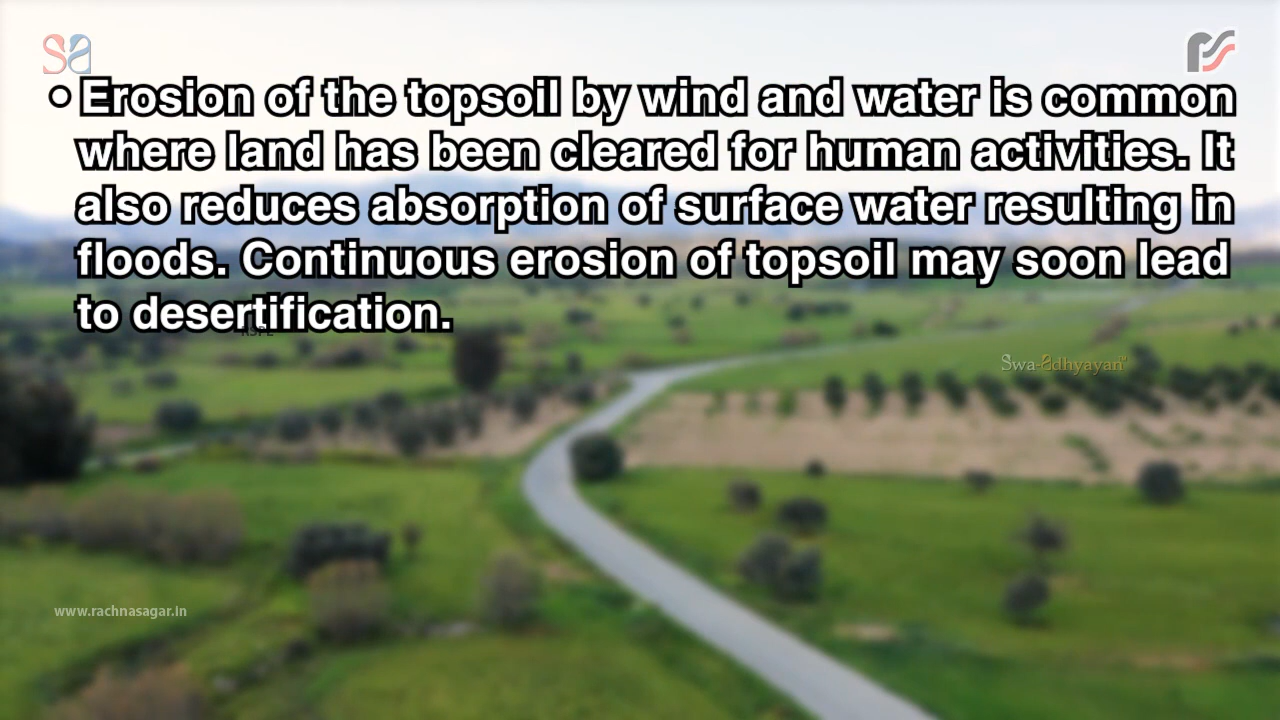 sa
rs
• Erosion of the topsoil by wind and water is common
where land has been cleared for human activities. It
also reduces absorption of surface water resulting in
floods. Continuous erosion of topsoil may soon lead
to desertification.
Swa-adhyayan
www.rachnasagar.in